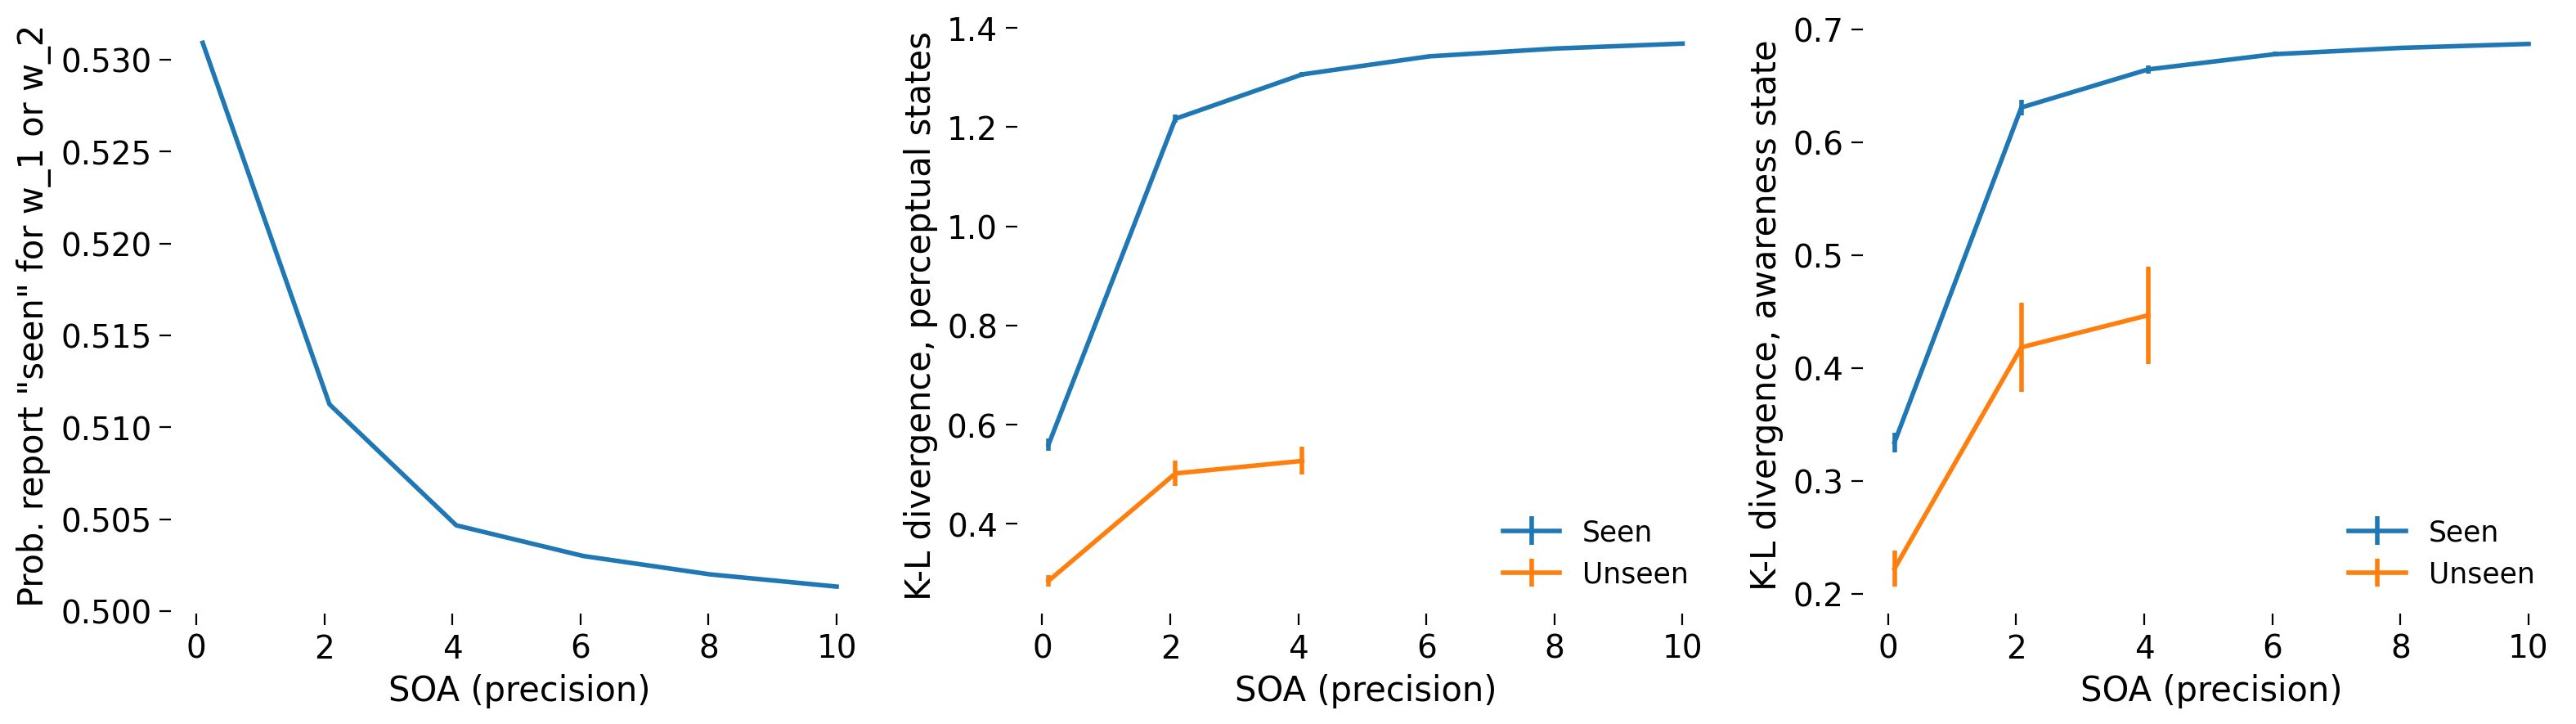 Prob. report "seen" for w_1 or w_2
0.530
0.525
0.520
0.515
0.510
0.505
0.500
0 2 4 6 8 10
SOA (precision)
K-L divergence, perceptual states
1.4
1.2
1.0
0.8
0.6
0.4
Seen
Unseen
0 2 4 6 8 10
SOA (precision)
K-L divergence, awareness state
0.7
0.6
0.5
0.4
0.3
0.2
Seen
Unseen
0 2 4 6 8 10
SOA (precision)